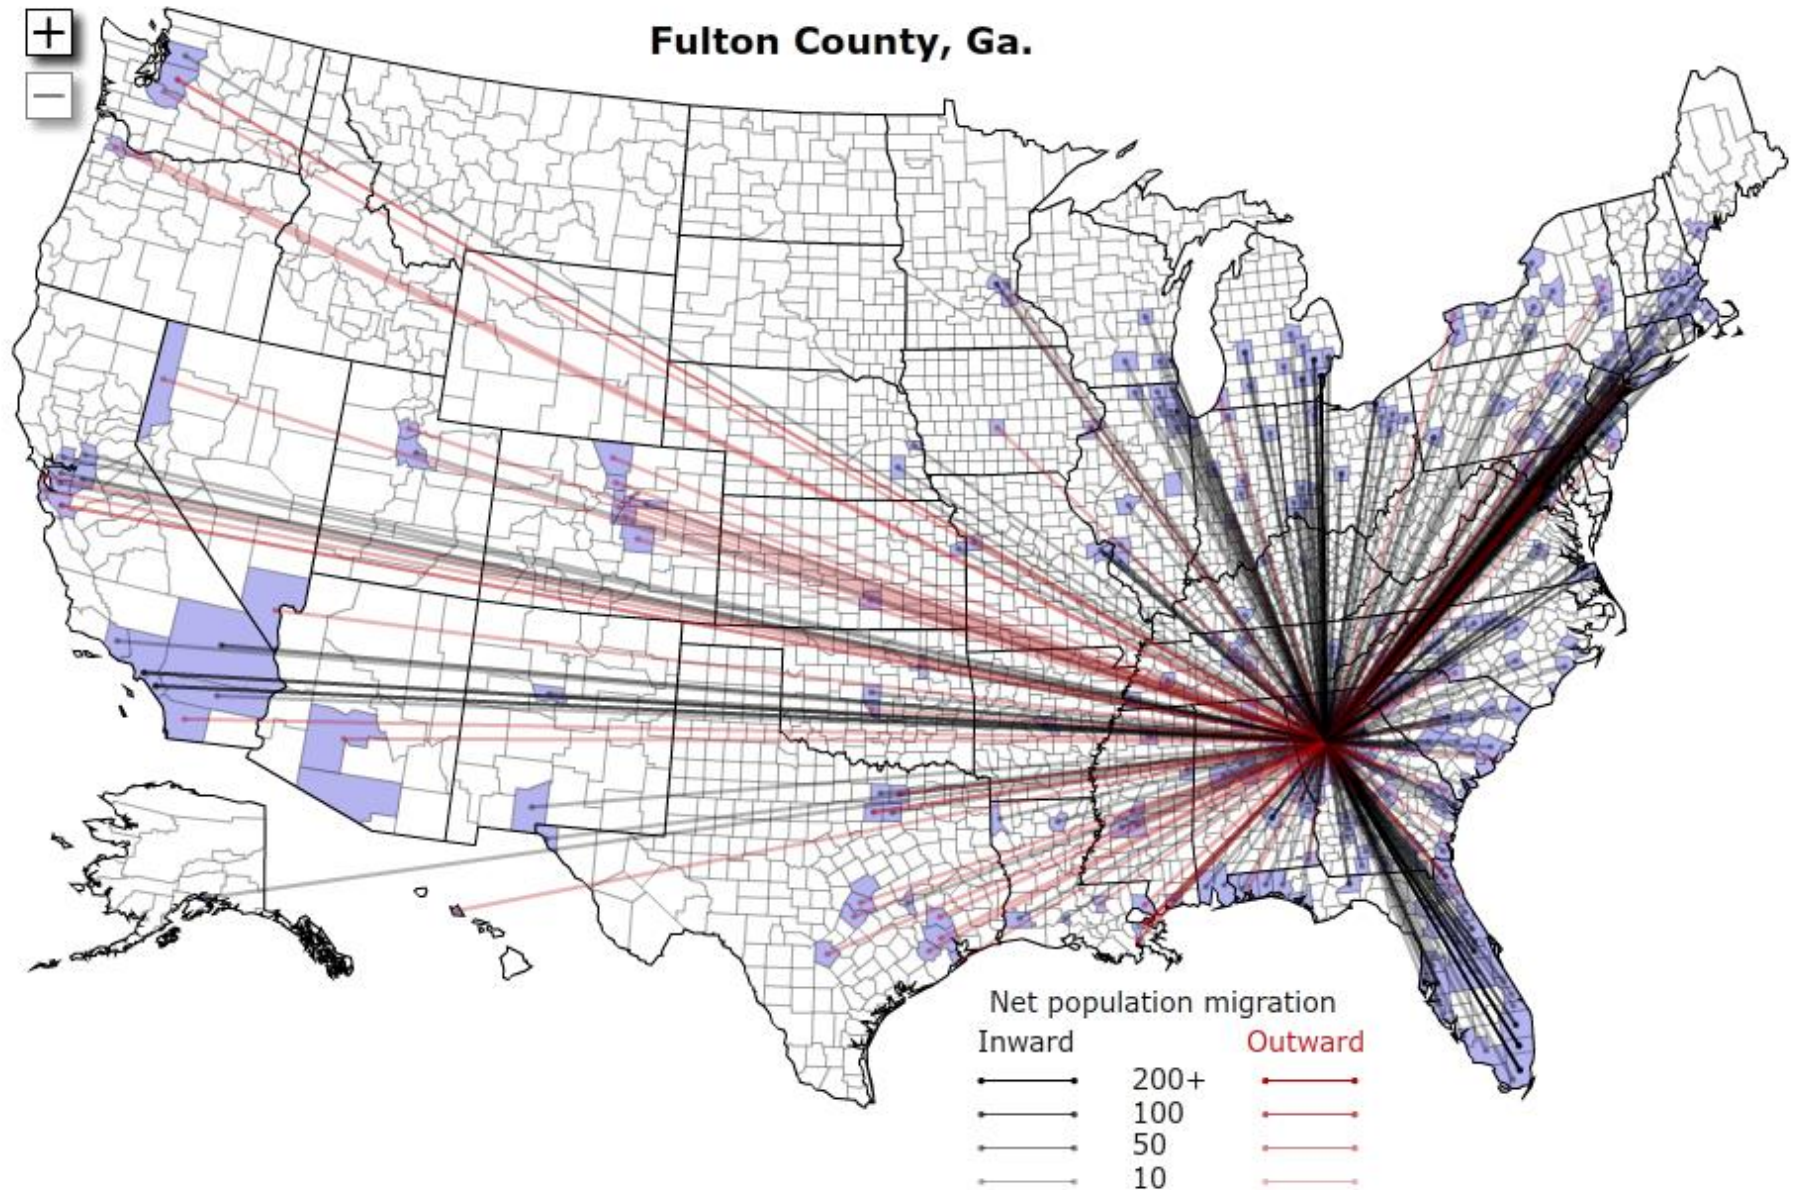 +
−
Fulton County, Ga.
Net population migration
Inward Outward
200+
100
50
10